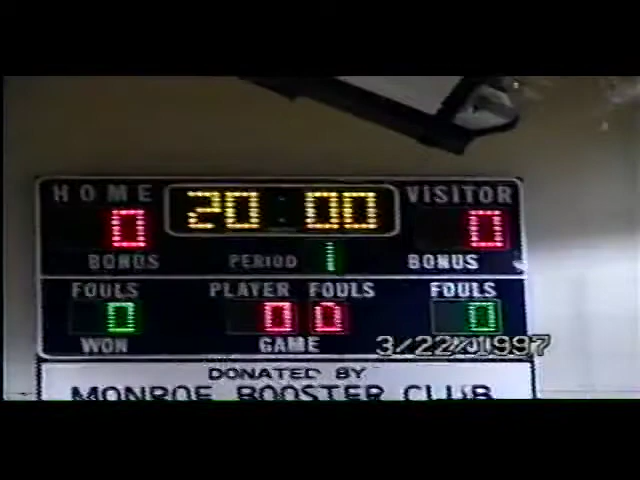 HOME 20:00 VISITOR
0 0
BONUS PERIOD 1 BONUS
FOULS PLAYER FOULS FOULS
0 0 0 0
WON GAME
3/22/1997
DONATED BY
MONROE BOOSTER CLUB